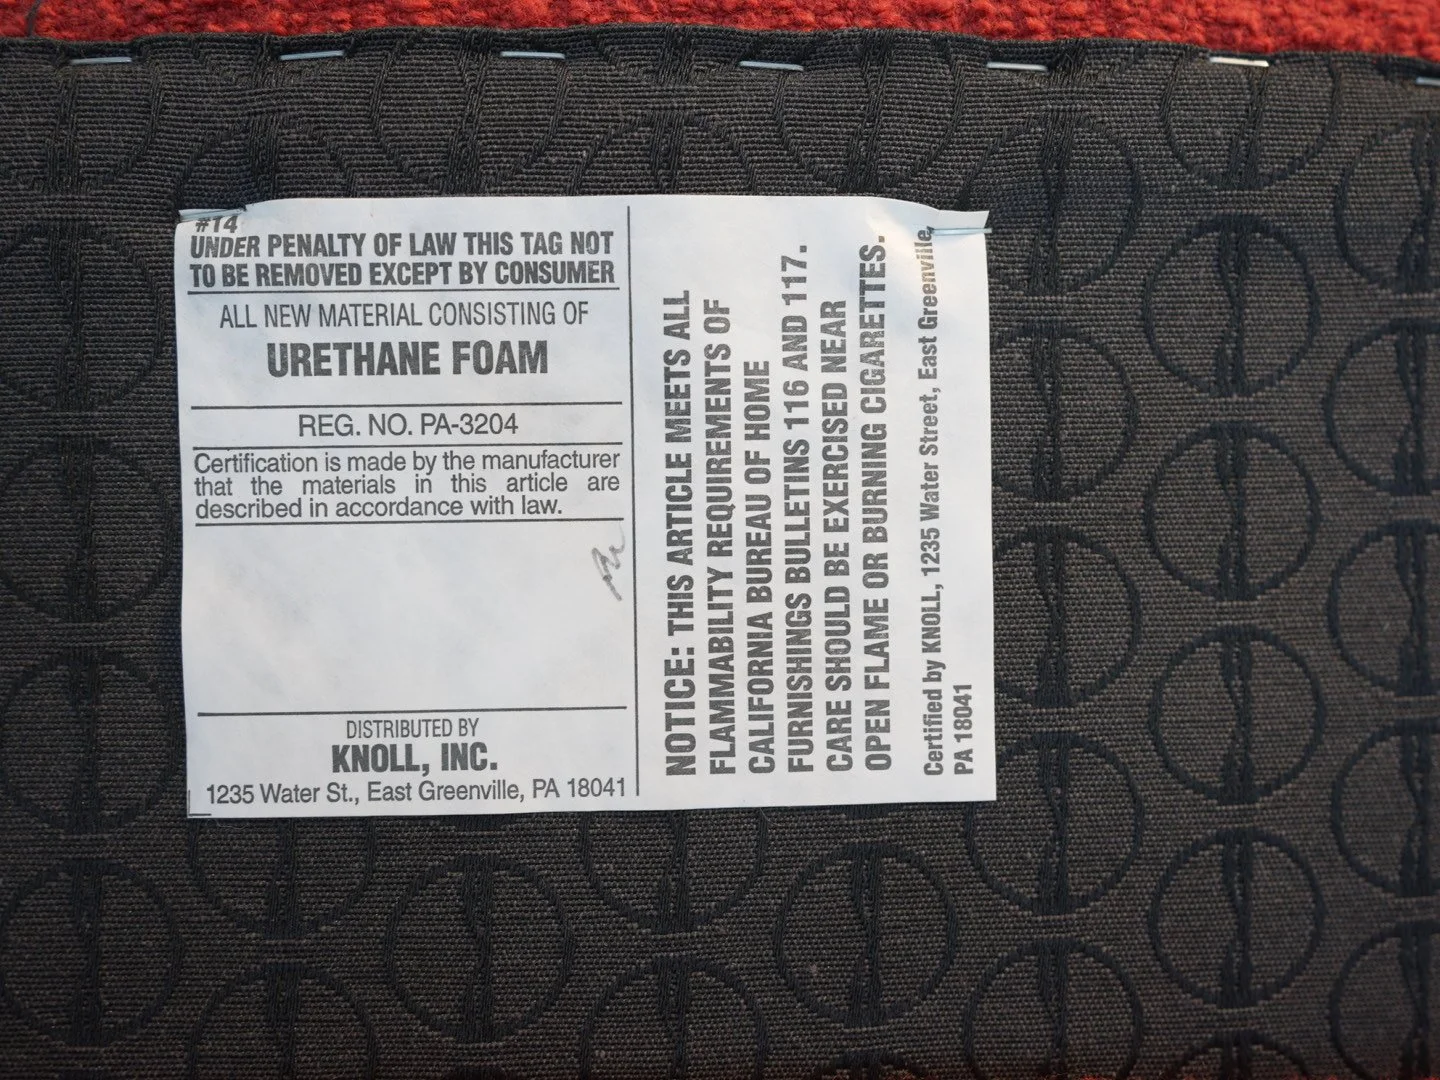 #14
UNDER PENALTY OF LAW THIS TAG NOT
TO BE REMOVED EXCEPT BY CONSUMER
ALL NEW MATERIAL CONSISTING OF
URETHANE FOAM
REG. NO. PA-3204
Certification is made by the manufacturer
that the materials in this article are
described in accordance with law.
DISTRIBUTED BY
KNOLL, INC.
1235 Water St., East Greenville, PA 18041
NOTICE: THIS ARTICLE MEETS ALL
FLAMMABILITY REQUIREMENTS OF
CALIFORNIA BUREAU OF HOME
FURNISHINGS BULLETINS 116 AND 117.
CARE SHOULD BE EXERCISED NEAR
OPEN FLAME OR BURNING CIGARETTES.
Certified by KNOLL, 1235 Water Street, East Greenville,
PA 18041